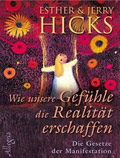 ESTHER & JERRY
HICKS
Wie unsere Gefühle
die Realität
erschaffen
Die Gesetze
der Manifestation